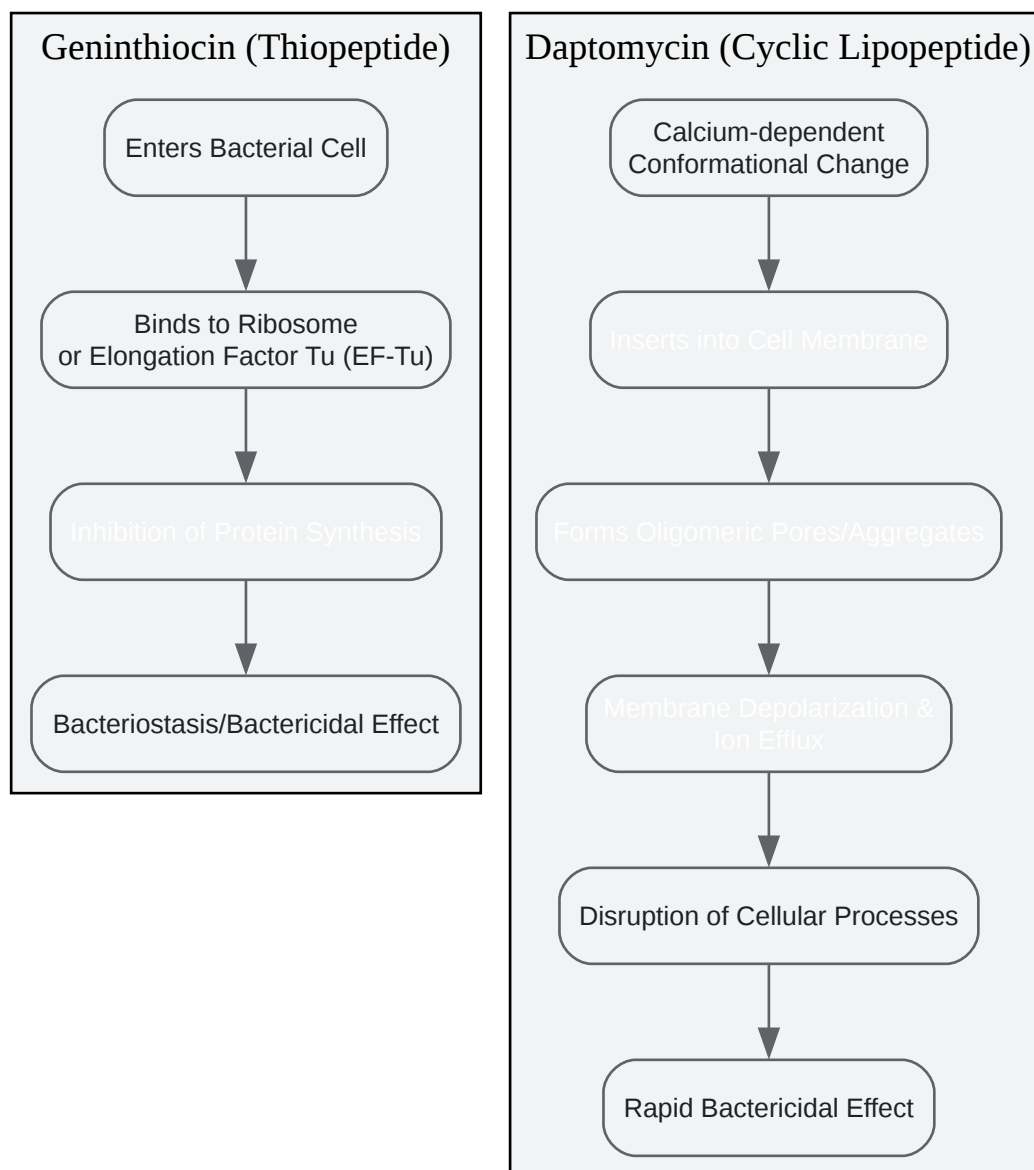 Geninthiocin (Thiopeptide)
Enters Bacterial Cell
Binds to Ribosome
or Elongation Factor Tu (EF-Tu)
Inhibition of Protein Synthesis
Bacteriostasis/Bactericidal Effect
Daptomycin (Cyclic Lipopeptide)
Calcium-dependent
Conformational Change
Inserts into Cell Membrane
Forms Oligomeric Pores/Aggregates
Membrane Depolarization &
Ion Efflux
Disruption of Cellular Processes
Rapid Bactericidal Effect